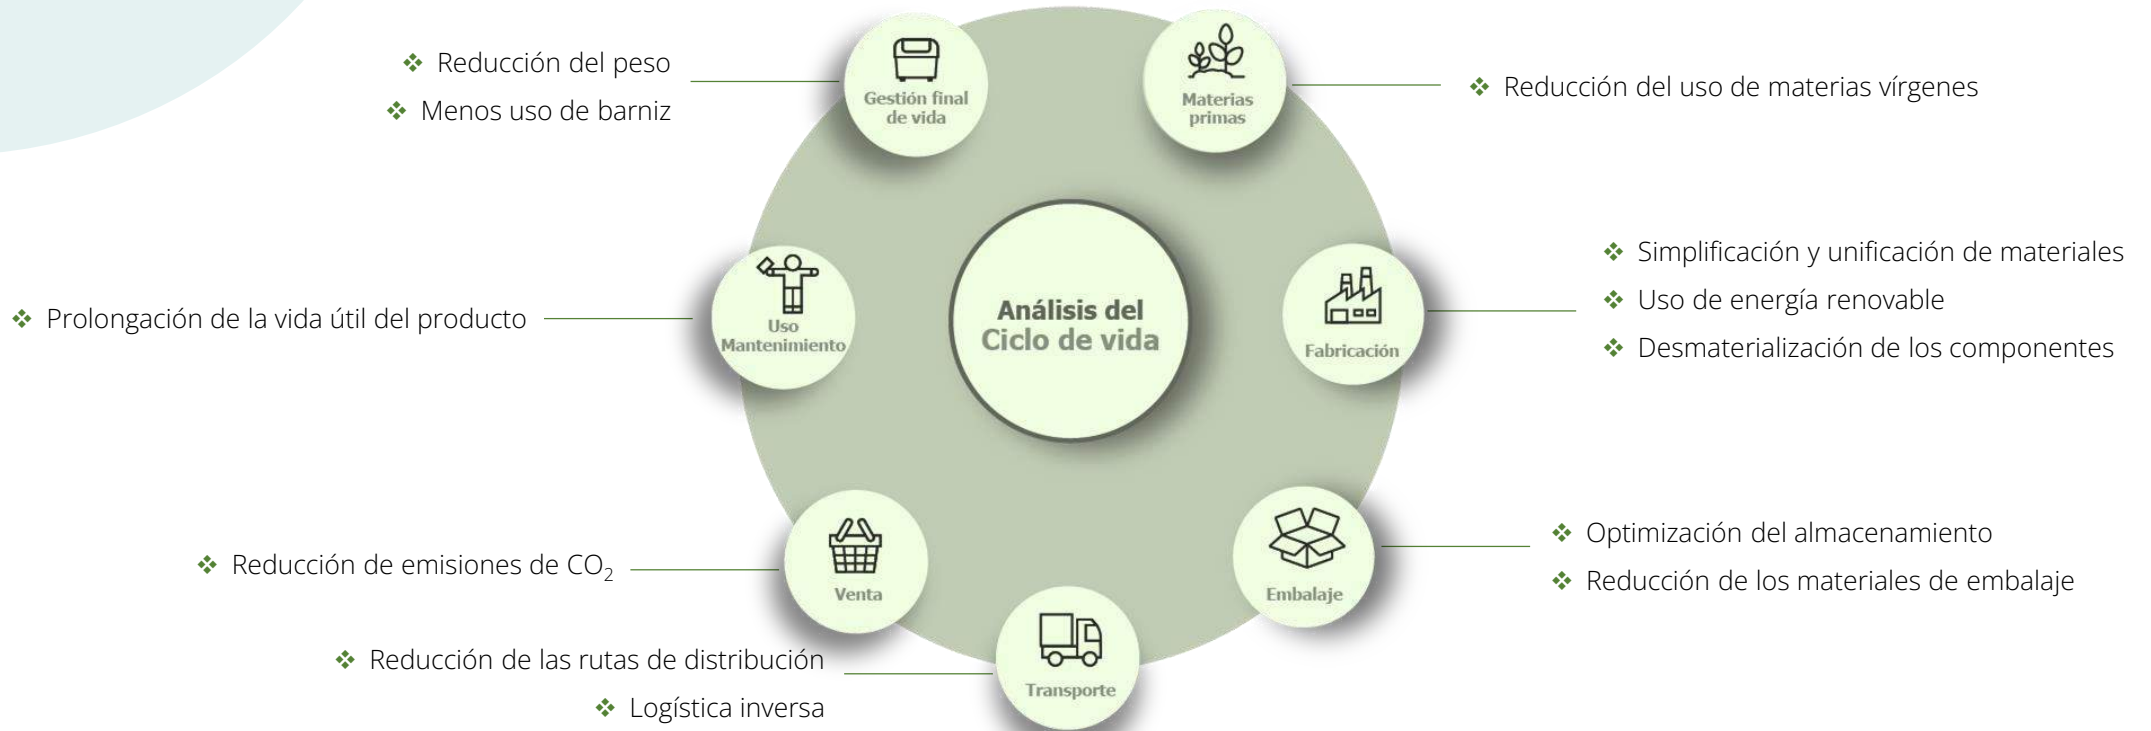 ❖ Reducción del peso
❖ Menos uso de barniz
Gestión final
de vida
Materias
primas
❖ Reducción del uso de materias vírgenes
❖ Prolongación de la vida útil del producto
Uso
Mantenimiento
Análisis del
Ciclo de vida
Fabricación
❖ Simplificación y unificación de materiales
❖ Uso de energía renovable
❖ Desmaterialización de los componentes
❖ Reducción de emisiones de CO₂
Venta
Embalaje
❖ Optimización del almacenamiento
❖ Reducción de los materiales de embalaje
❖ Reducción de las rutas de distribución
❖ Logística inversa
Transporte